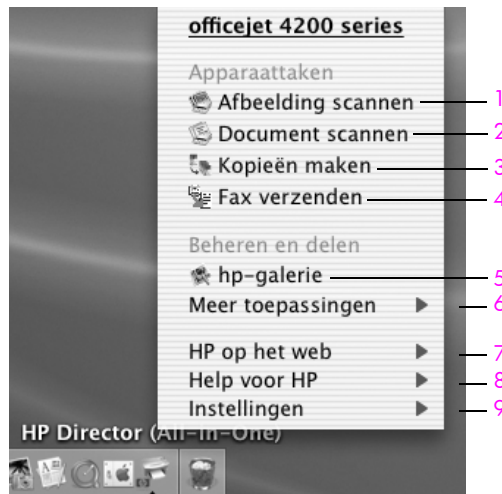 officejet 4200 series
Apparaattaken
Afbeelding scannen 1
Document scannen 2
Kopieën maken 3
Fax verzenden 4
Beheren en delen
hp-galerie 5
Meer toepassingen 6
HP op het web 7
Help voor HP 8
Instellingen 9
HP Director (All-in-One)